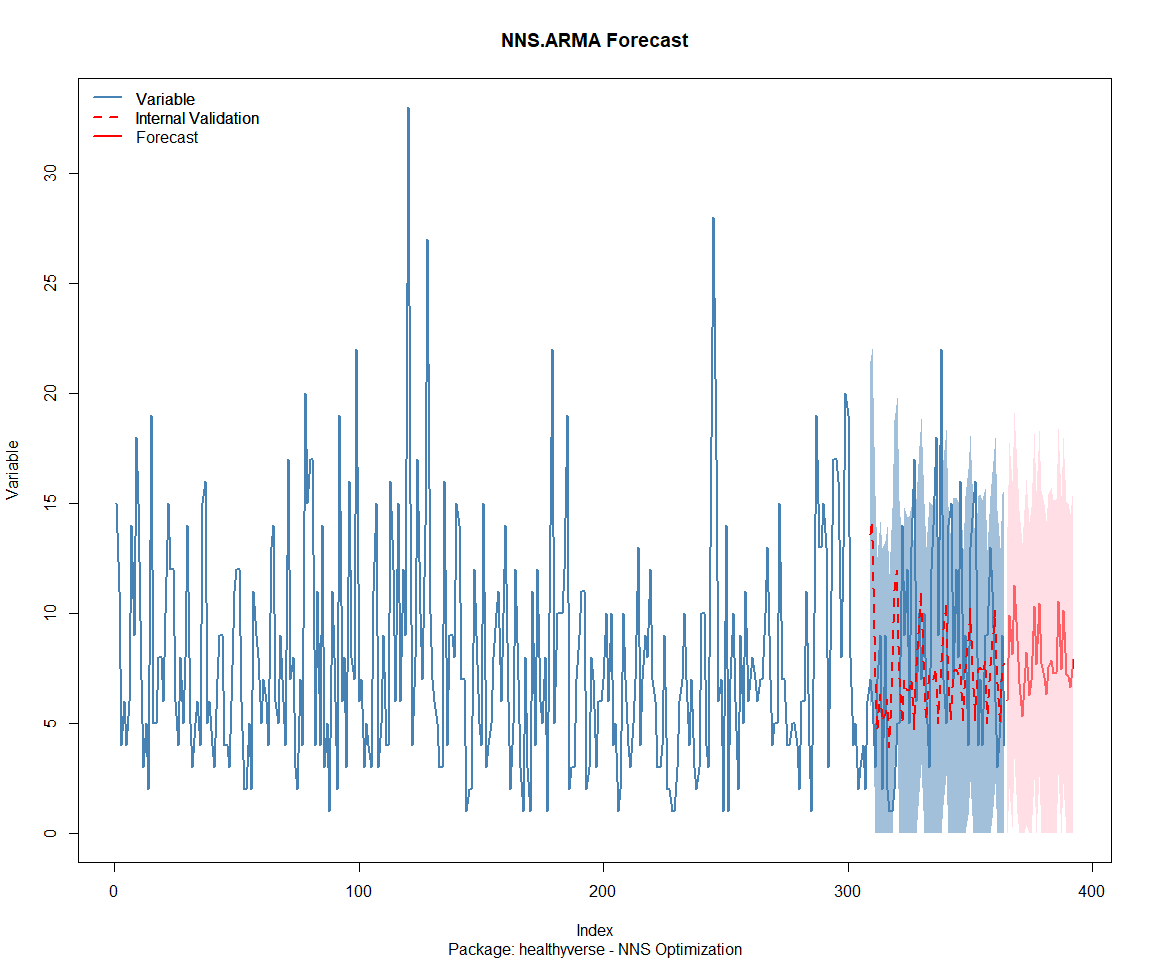 NNS.ARMA Forecast
Variable
Internal Validation
Forecast
Variable
30
25
20
15
10
5
0
0 100 200 300 400
Index
Package: healthyverse - NNS Optimization